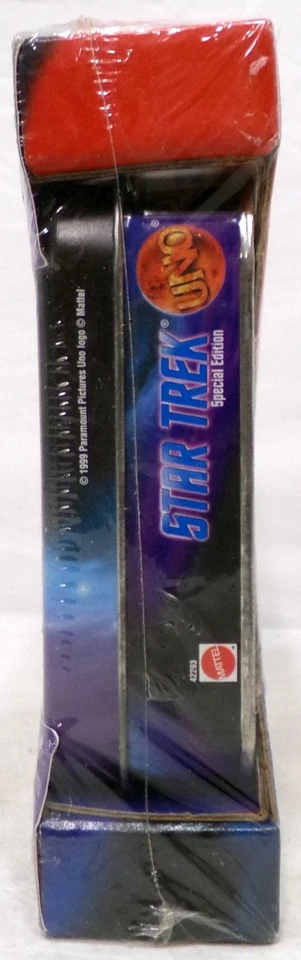 UNO
STAR TREK®
Special Edition
© 1999 Paramount Pictures Uno logo © Mattel
42293
MATTEL